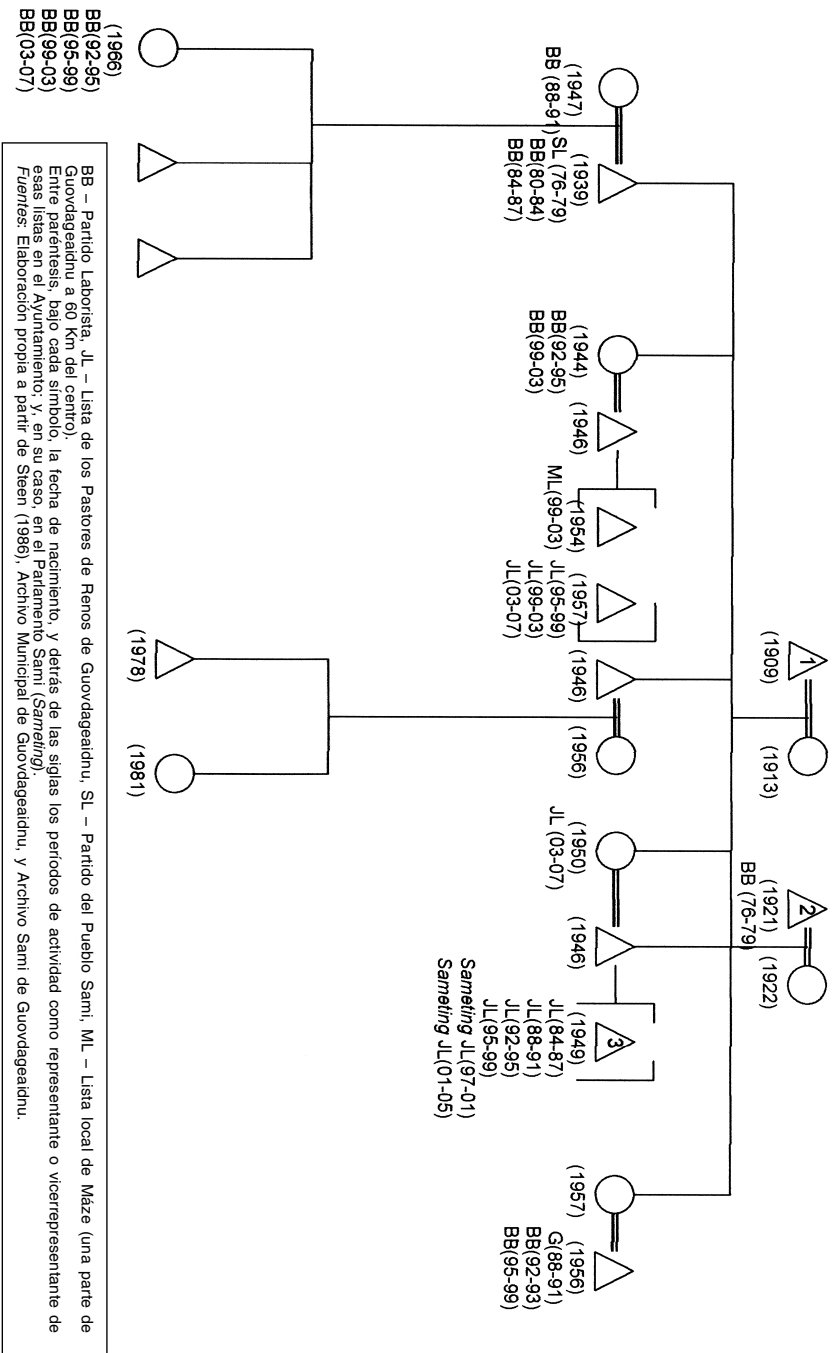 1
(1909)
(1913)
2
(1921)
BB (76-79)
(1922)
(1947)
BB (88-91)
(1939)
SL (76-79)
BB(80-84)
BB(84-87)
(1944)
BB(92-95)
BB(99-03)
(1946)
(1954)
ML(99-03)
(1957)
JL(95-99)
JL(99-03)
JL(03-07)
(1946)
(1956)
(1950)
JL (03-07)
(1946)
3
(1949)
JL(84-87)
JL(88-91)
JL(92-95)
JL(95-99)
Sameting JL(97-01)
Sameting JL(01-05)
(1957)
(1956)
G(88-91)
BB(92-93)
BB(95-99)
(1966)
BB(92-95)
BB(95-99)
BB(99-03)
BB(03-07)
(1978)
(1981)
BB – Partido Laborista, JL – Lista de los Pastores de Renos de Guovdageaidnu, SL – Partido del Pueblo Sami, ML – Lista local de Máze (una parte de
Guovdageaidnu a 60 Km del centro).
Entre paréntesis, bajo cada símbolo, la fecha de nacimiento, y detrás de las siglas los períodos de actividad como representante o vicerrepresentante de
esas listas en el Ayuntamiento; y, en su caso, en el Parlamento Sami (Sameting).
Fuentes: Elaboración propia a partir de Steen (1986), Archivo Municipal de Guovdageaidnu, y Archivo Sami de Guovdageaidnu.